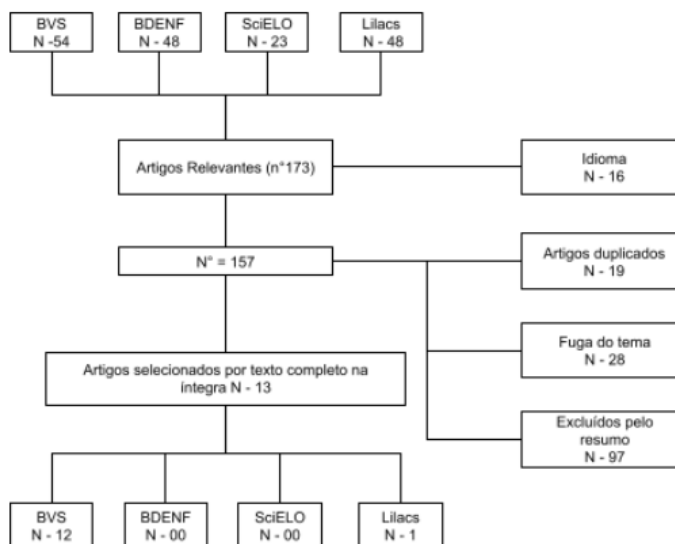 BVS
N -54
BDENF
N - 48
SciELO
N - 23
Lilacs
N - 48
Artigos Relevantes (n°173)
Idioma
N - 16
N° = 157
Artigos duplicados
N - 19
Fuga do tema
N - 28
Artigos selecionados por texto completo na
íntegra N - 13
Excluídos pelo
resumo
N - 97
BVS
N - 12
BDENF
N - 00
SciELO
N - 00
Lilacs
N - 1